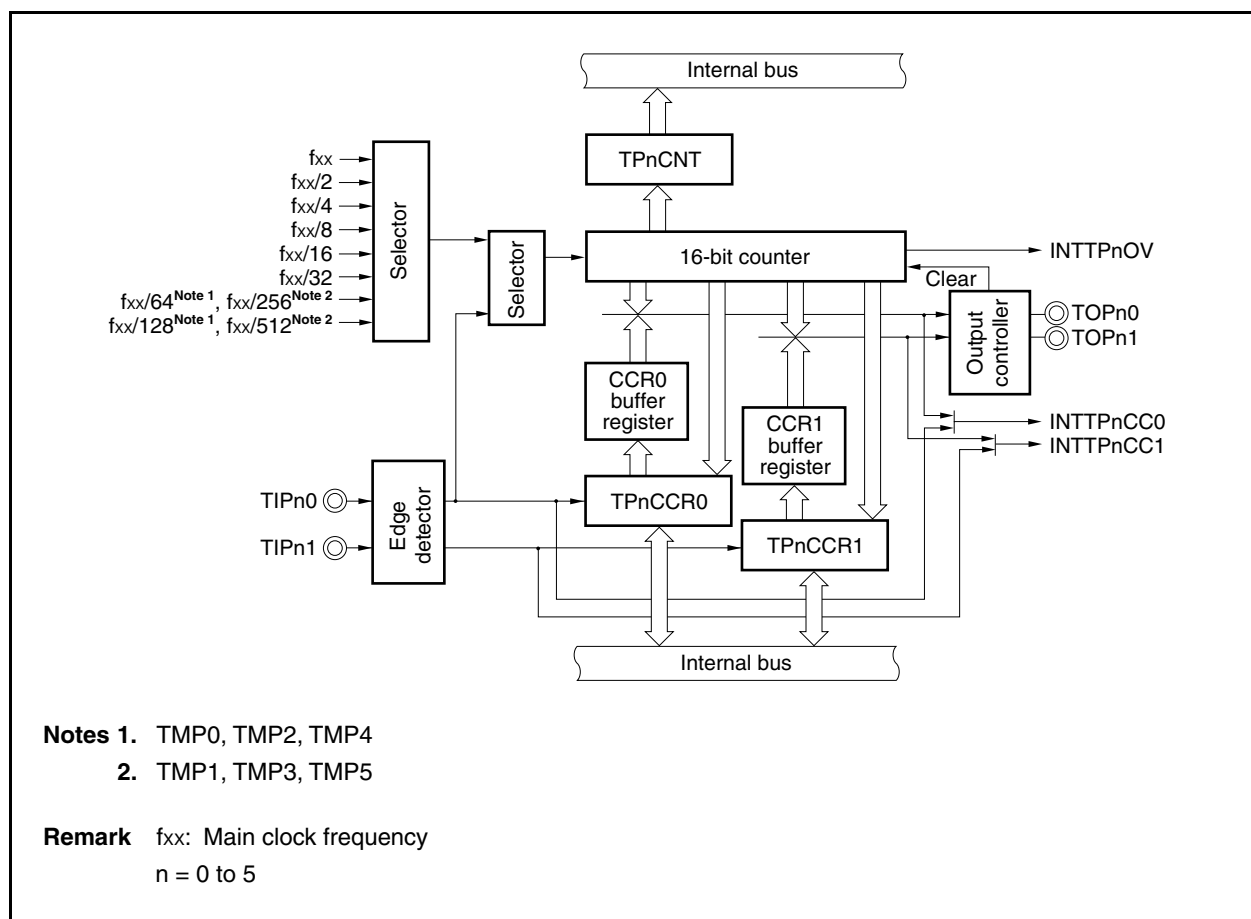 Internal bus
TPnCNT
fxx
fxx/2
fxx/4
fxx/8
fxx/16
fxx/32
fxx/64Note 1, fxx/256Note 2
fxx/128Note 1, fxx/512Note 2
Selector
Selector
16-bit counter
INTTPnOV
Clear
Output
controller
TOPn0
TOPn1
CCR0
buffer
register
CCR1
buffer
register
INTTPnCC0
INTTPnCC1
TIPn0
TIPn1
Edge
detector
TPnCCR0
TPnCCR1
Internal bus
Notes 1. TMP0, TMP2, TMP4
2. TMP1, TMP3, TMP5
Remark fxx: Main clock frequency
n = 0 to 5